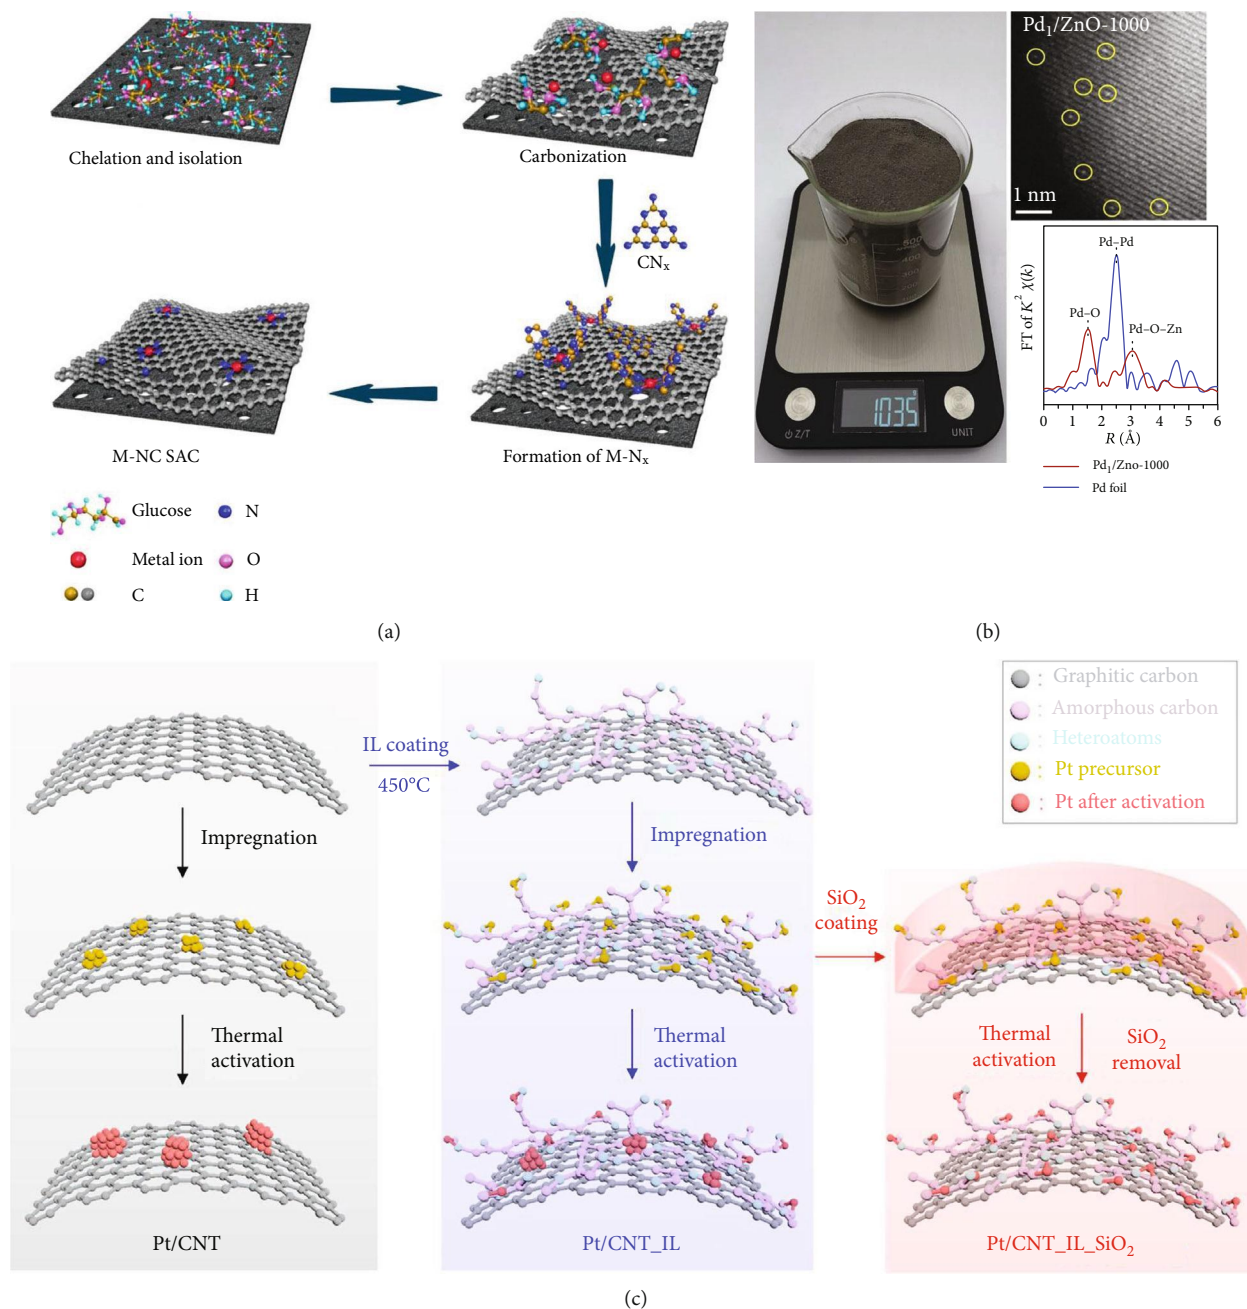 Chelation and isolation
Carbonization
CNₓ
M-NC SAC
Formation of M-Nₓ
Glucose
N
Metal ion
O
C
H
(a)
Pd₁/ZnO-1000
1 nm
500
400
300
1035
g
Z/T
UNIT
Pd–Pd
Pd–O
Pd–O–Zn
FT of K² χ(k)
0 1 2 3 4 5 6
R (Å)
Pd₁/Zno-1000
Pd foil
(b)
IL coating
450°C
Impregnation
Impregnation
Thermal
activation
Thermal
activation
SiO₂
coating
Thermal
activation
SiO₂
removal
: Graphitic carbon
: Amorphous carbon
: Heteroatoms
: Pt precursor
: Pt after activation
Pt/CNT
Pt/CNT_IL
Pt/CNT_IL_SiO₂
(c)